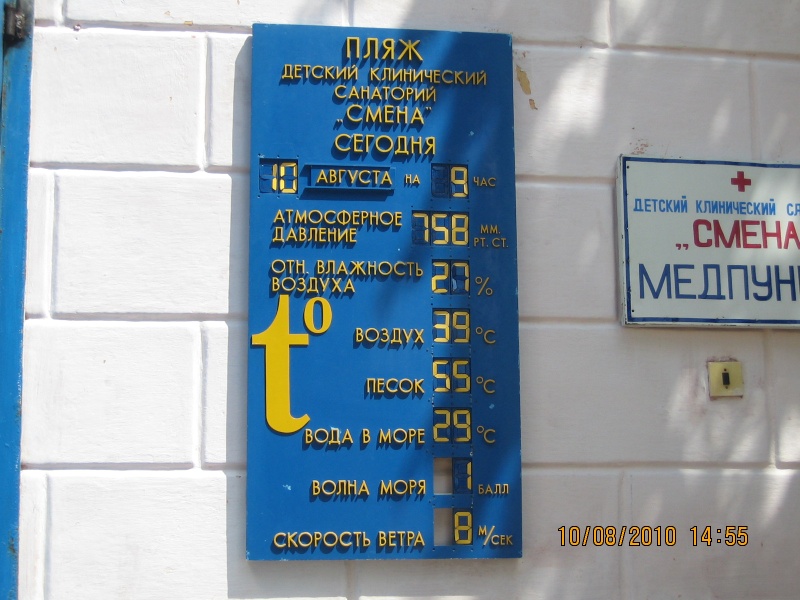 ПЛЯЖ
ДЕТСКИЙ КЛИНИЧЕСКИЙ
САНАТОРИЙ
„СМЕНА"
СЕГОДНЯ
10 АВГУСТА НА 9 ЧАС
АТМОСФЕРНОЕ
ДАВЛЕНИЕ 758 ММ.
РТ. СТ.
ОТН. ВЛАЖНОСТЬ
ВОЗДУХА 27 %
t°
ВОЗДУХ 39 °С
ПЕСОК 55 °С
ВОДА В МОРЕ 29 °С
ВОЛНА МОРЯ 1 БАЛЛ
СКОРОСТЬ ВЕТРА 8 М/СЕК
ДЕТСКИЙ КЛИНИЧЕСКИЙ СА
„СМЕНА
МЕДПУН
10/08/2010 14:55